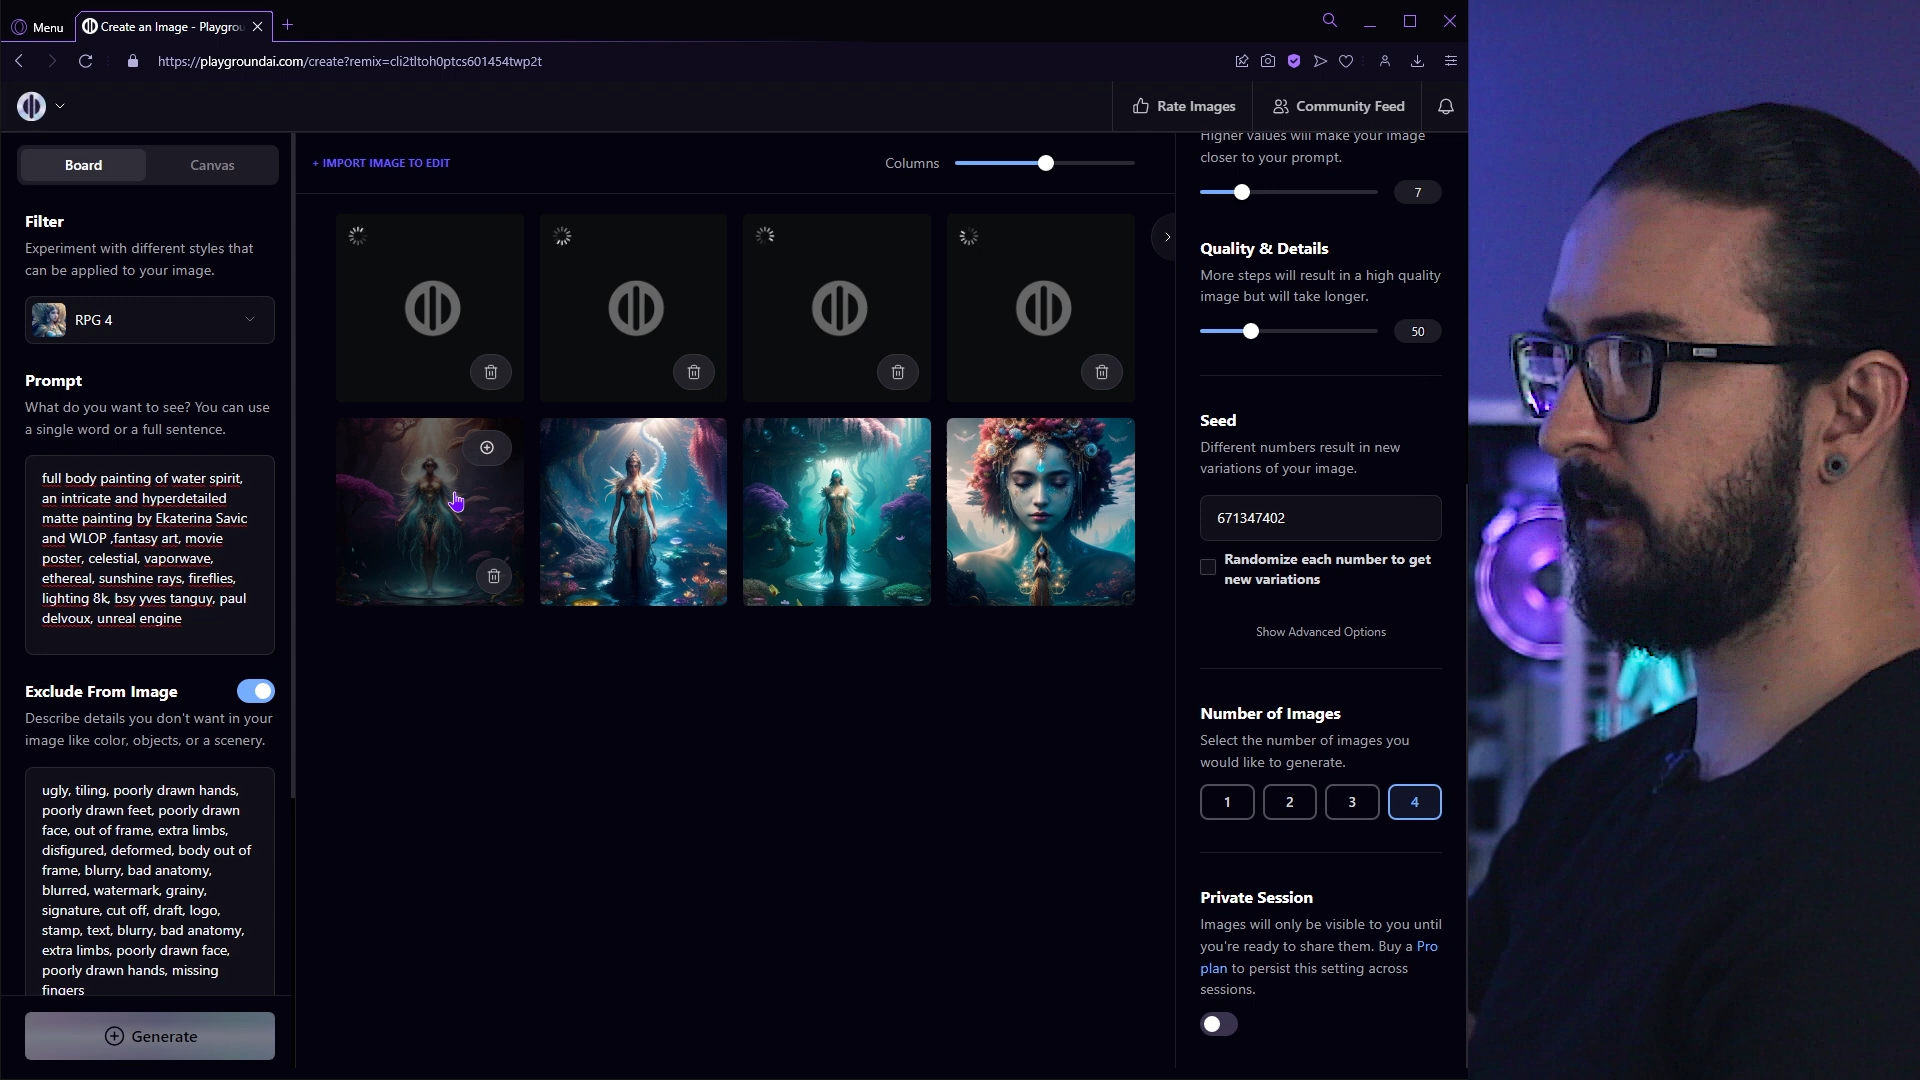 Menu
Create an Image - Playgrou
https://playgroundai.com/create?remix=cli2tltoh0ptcs601454twp2t
Rate Images
Community Feed
Board
Canvas
+ IMPORT IMAGE TO EDIT
Columns
Filter
Experiment with different styles that
can be applied to your image.
RPG 4
Prompt
What do you want to see? You can use
a single word or a full sentence.
full body painting of water spirit,
an intricate and hyperdetailed
matte painting by Ekaterina Savic
and WLOP ,fantasy art, movie
poster, celestial, vaporwave,
ethereal, sunshine rays, fireflies,
lighting 8k, bsy yves tanguy, paul
delvoux, unreal engine
Exclude From Image
Describe details you don't want in your
image like color, objects, or a scenery.
ugly, tiling, poorly drawn hands,
poorly drawn feet, poorly drawn
face, out of frame, extra limbs,
disfigured, deformed, body out of
frame, blurry, bad anatomy,
blurred, watermark, grainy,
signature, cut off, draft, logo,
stamp, text, blurry, bad anatomy,
extra limbs, poorly drawn face,
poorly drawn hands, missing
fingers
Generate
Higher values will make your image
closer to your prompt.
7
Quality & Details
More steps will result in a high quality
image but will take longer.
50
Seed
Different numbers result in new
variations of your image.
671347402
Randomize each number to get
new variations
Show Advanced Options
Number of Images
Select the number of images you
would like to generate.
1
2
3
4
Private Session
Images will only be visible to you until
you're ready to share them. Buy a Pro
plan to persist this setting across
sessions.